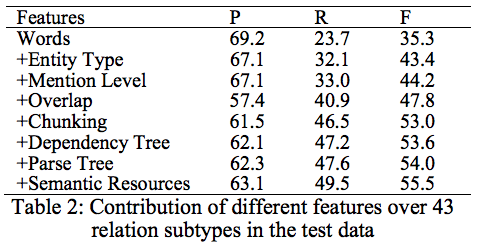 Features P R F
Words 69.2 23.7 35.3
+Entity Type 67.1 32.1 43.4
+Mention Level 67.1 33.0 44.2
+Overlap 57.4 40.9 47.8
+Chunking 61.5 46.5 53.0
+Dependency Tree 62.1 47.2 53.6
+Parse Tree 62.3 47.6 54.0
+Semantic Resources 63.1 49.5 55.5
Table 2: Contribution of different features over 43
relation subtypes in the test data